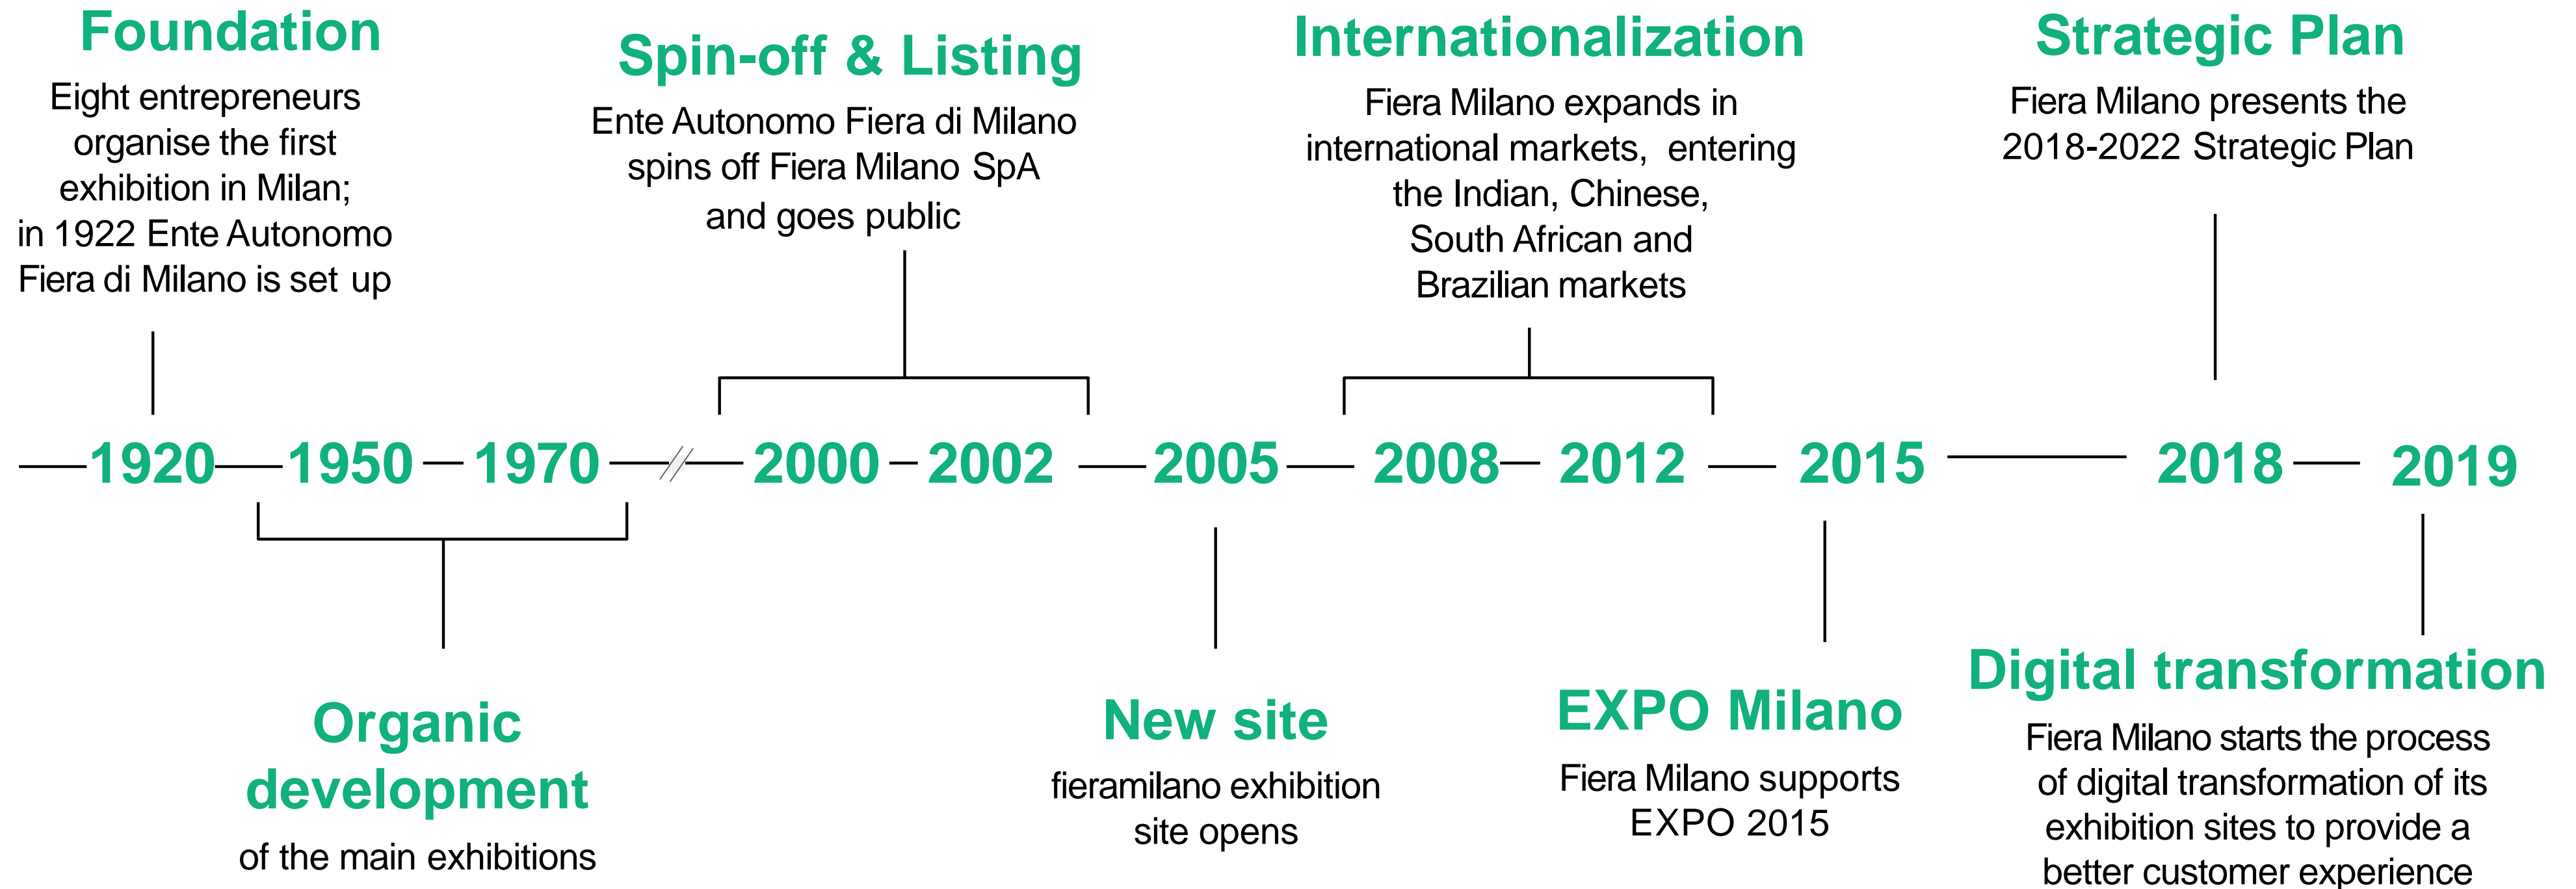 Foundation
Eight entrepreneurs
organise the first
exhibition in Milan;
in 1922 Ente Autonomo
Fiera di Milano is set up
Spin-off & Listing
Ente Autonomo Fiera di Milano
spins off Fiera Milano SpA
and goes public
Internationalization
Fiera Milano expands in
international markets, entering
the Indian, Chinese,
South African and
Brazilian markets
Strategic Plan
Fiera Milano presents the
2018-2022 Strategic Plan
1920 1950 – 1970 // 2000 – 2002 2005 2008 – 2012 2015 2018 2019
Organic
development
of the main exhibitions
New site
fieramilano exhibition
site opens
EXPO Milano
Fiera Milano supports
EXPO 2015
Digital transformation
Fiera Milano starts the process
of digital transformation of its
exhibition sites to provide a
better customer experience